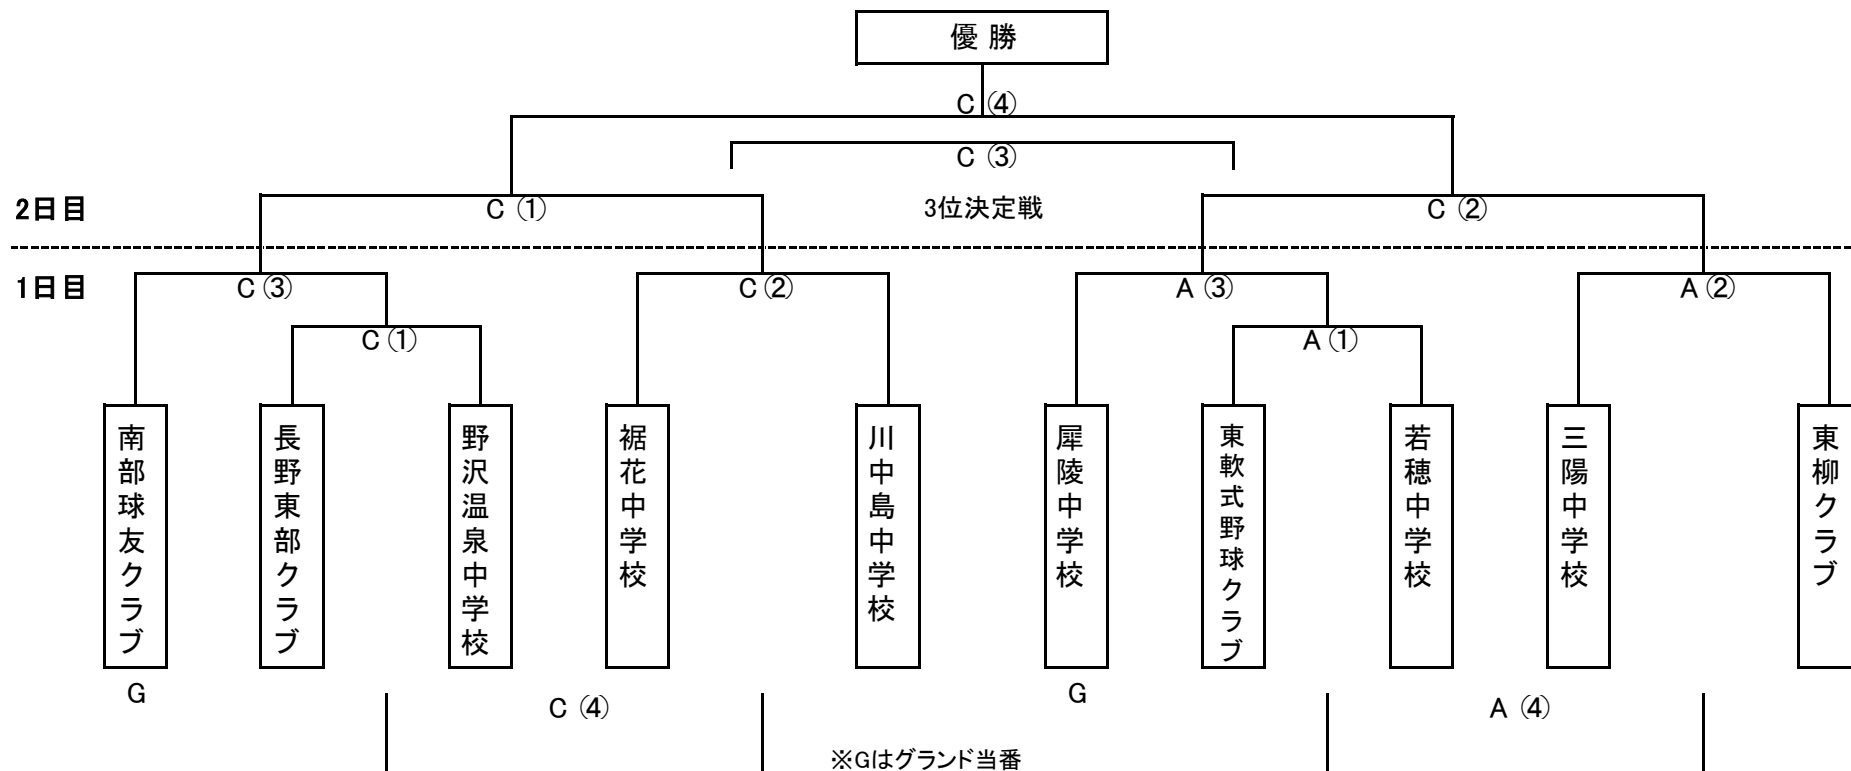 優 勝
C ④
C ③
2日目
C ①
3位決定戦
C ②
1日目
C ③
C ②
A ③
A ②
C ①
A ①
南部球友クラブ
長野東部クラブ
野沢温泉中学校
裾花中学校
川中島中学校
犀陵中学校
東軟式野球クラブ
若穂中学校
三陽中学校
東柳クラブ
G
G
C ④
A ④
※Gはグランド当番